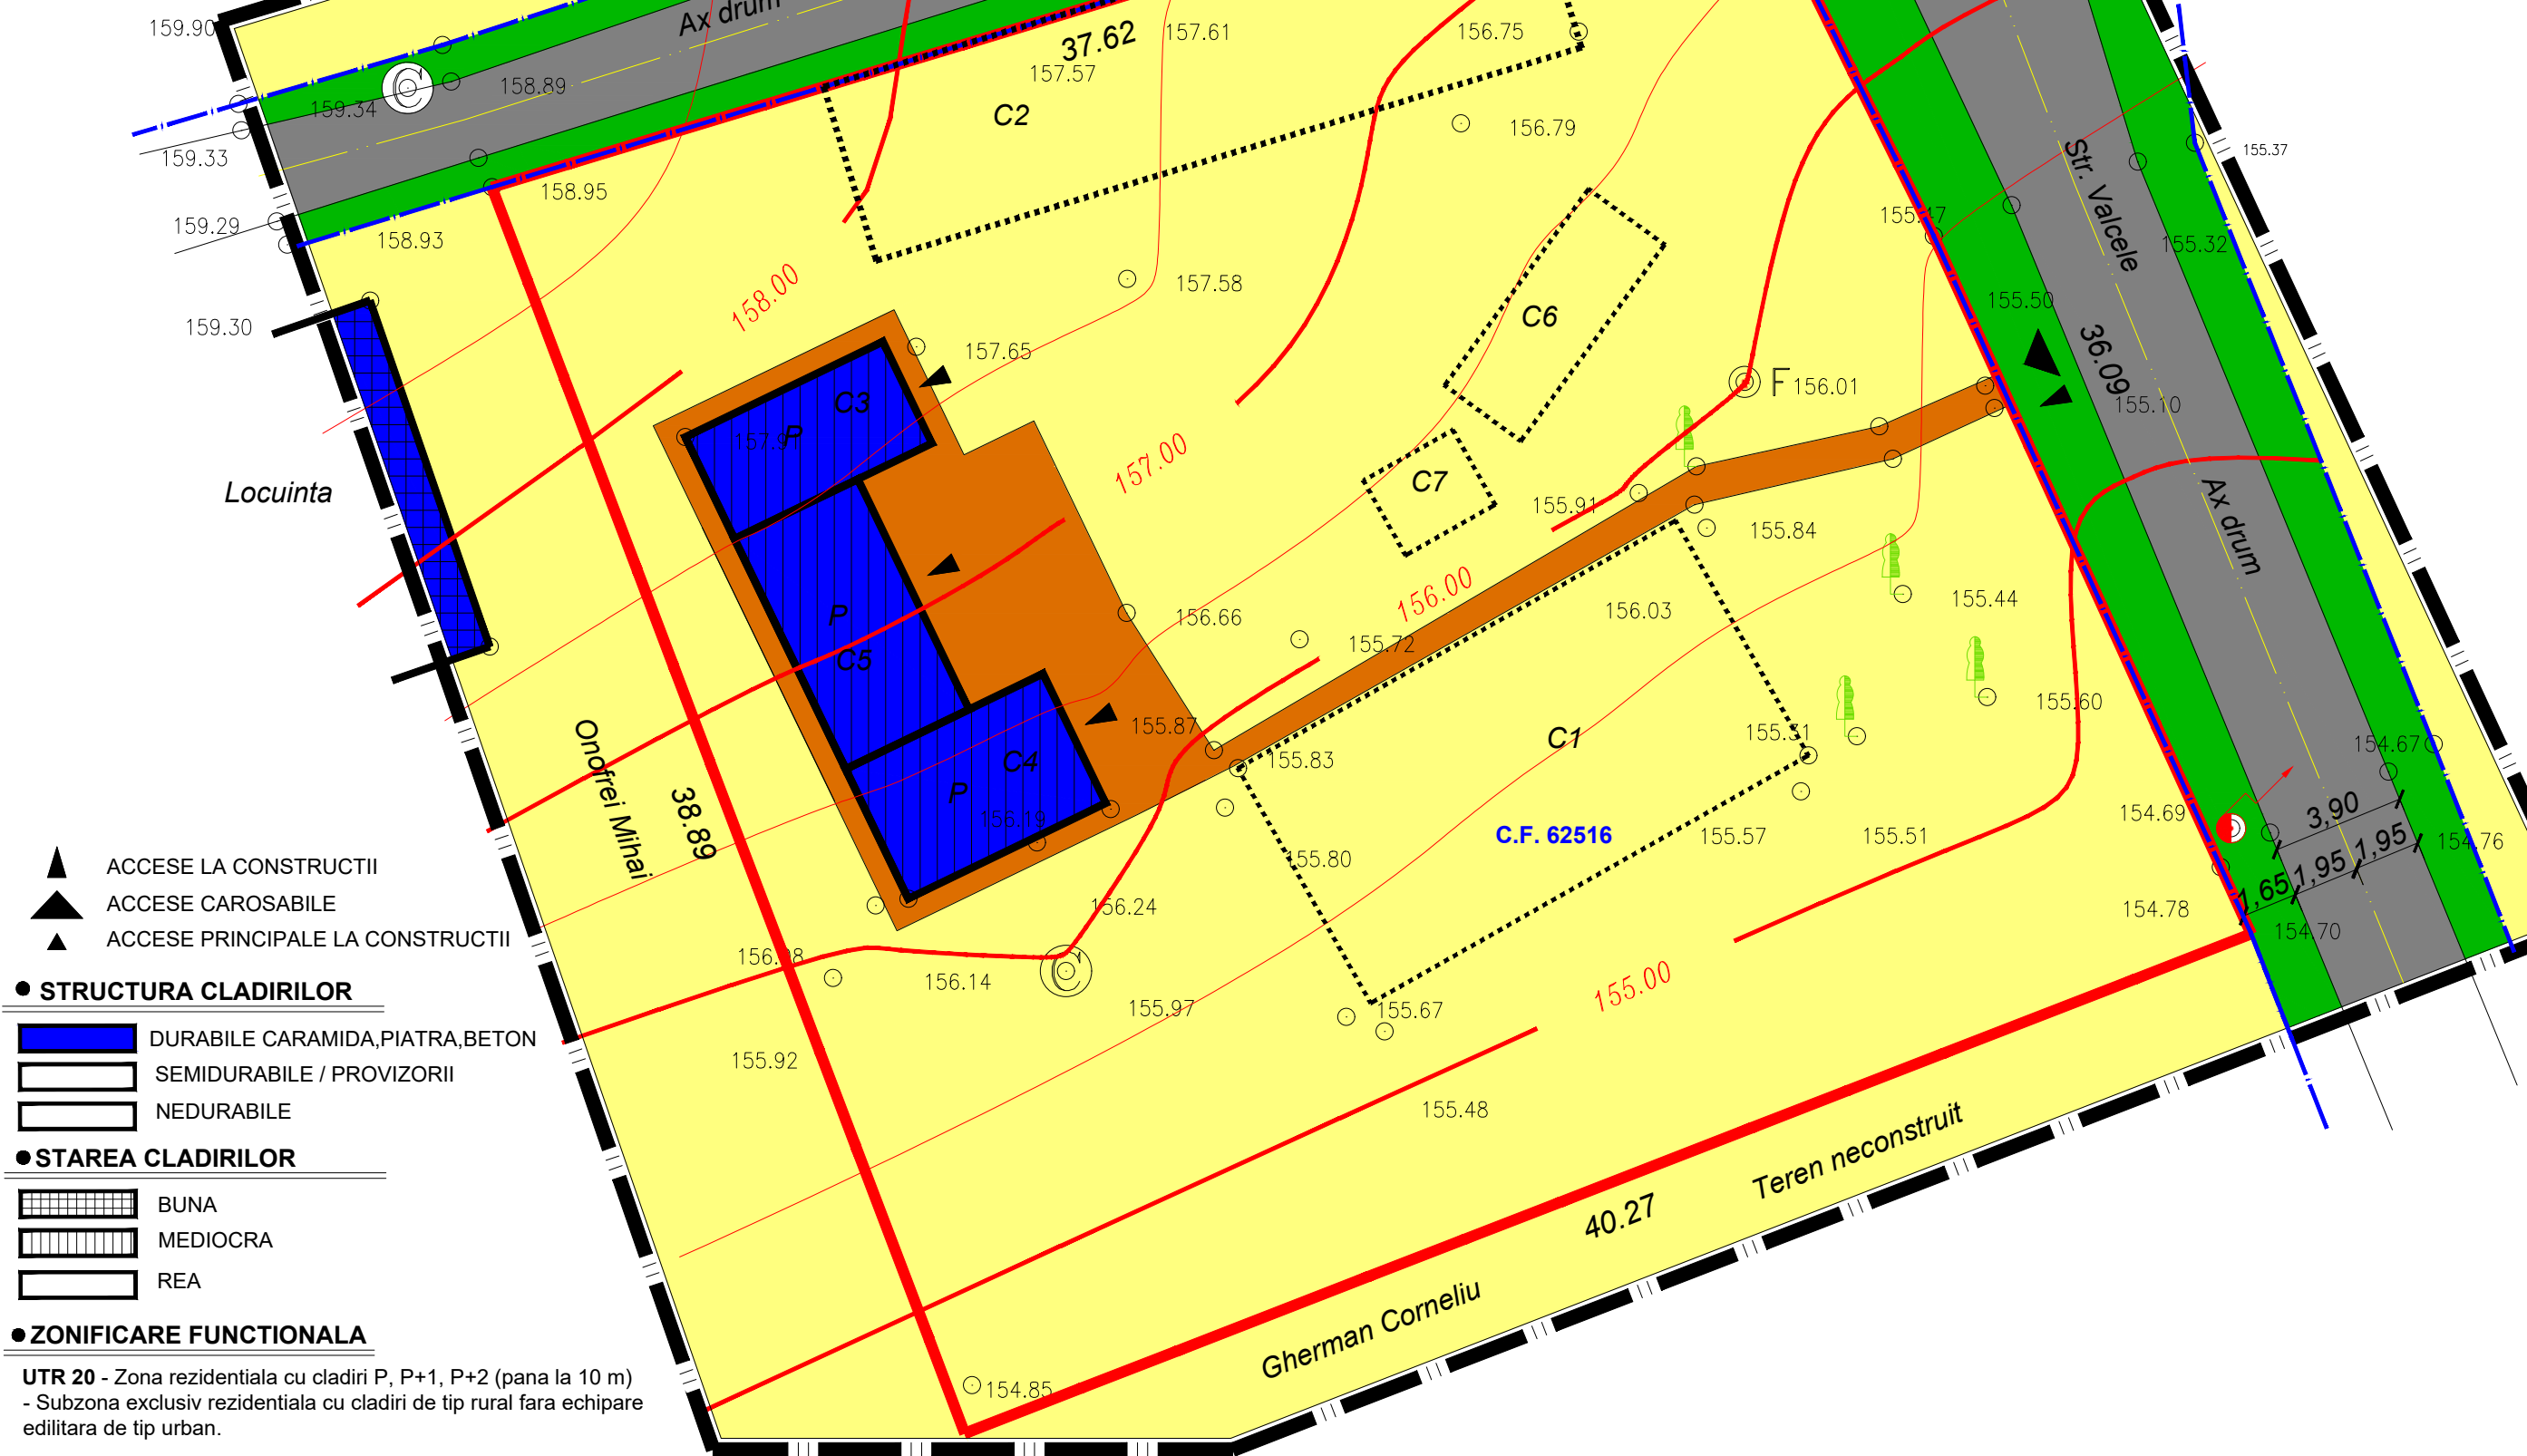 159.90
Ax drum
37.62
157.61
156.75
157.57
158.89
159.34
C2
156.79
159.33
158.95
155.37
Str. Valcele
159.29
158.93
155.47
155.32
158.00
157.58
155.50
159.30
C6
36.09
157.65
F
156.01
155.10
C3
157.9
P
157.00
C7
Locuinta
155.91
155.84
Ax drum
156.00
155.44
156.03
P
156.66
155.72
C5
155.60
155.87
C1
155.31
154.67
Onofrei Mihai
C4
155.83
P
38.89
156.19
3,90
154.69
C.F. 62516
155.57
155.51
1,95
154.76
155.80
1,95
1,65
156.24
154.78
154.70
156.14
155.00
155.97
155.67
155.92
155.48
Teren neconstruit
40.27
Gherman Corneliu
154.85
ACCESE LA CONSTRUCTII
ACCESE CAROSABILE
ACCESE PRINCIPALE LA CONSTRUCTII
STRUCTURA CLADIRILOR
DURABILE CARAMIDA,PIATRA,BETON
SEMIDURABILE / PROVIZORII
NEDURABILE
STAREA CLADIRILOR
BUNA
MEDIOCRA
REA
ZONIFICARE FUNCTIONALA
UTR 20 - Zona rezidentiala cu cladiri P, P+1, P+2 (pana la 10 m)
- Subzona exclusiv rezidentiala cu cladiri de tip rural fara echipare
edilitara de tip urban.